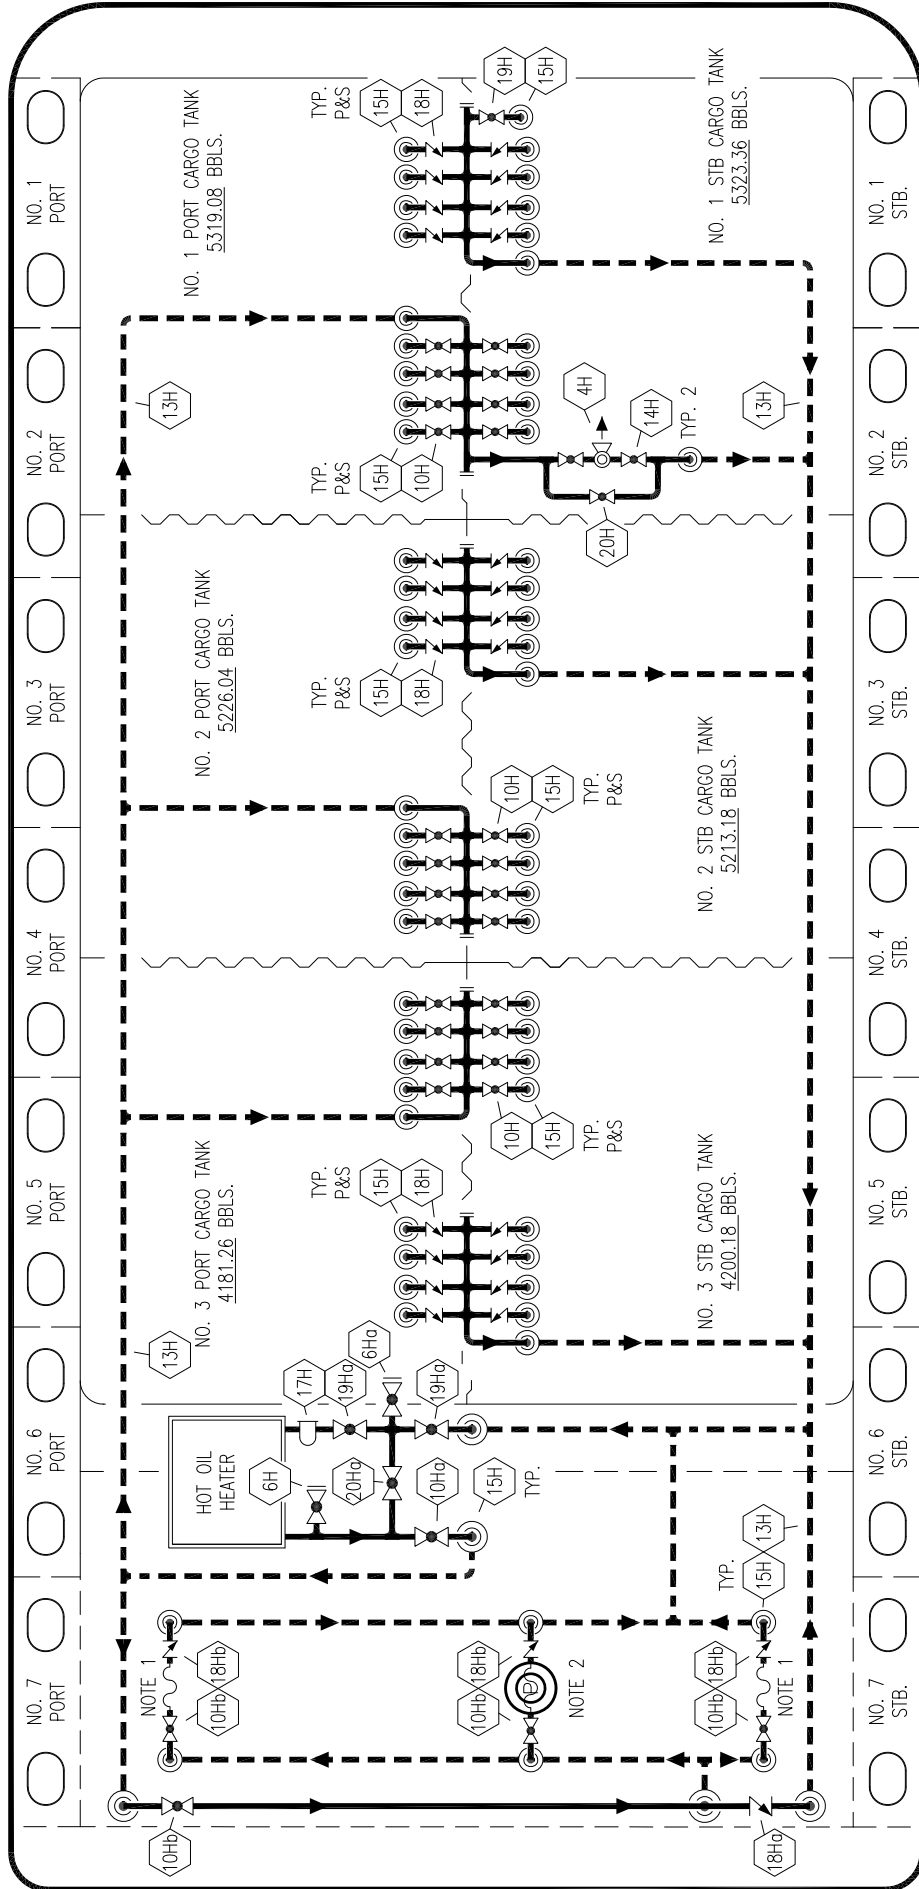 NO. 1
PORT
NO. 2
PORT
NO. 3
PORT
NO. 4
PORT
NO. 5
PORT
NO. 6
PORT
NO. 7
PORT
NO. 1 PORT CARGO TANK
5319.08 BBLS.
TYP.
P&S
15H
18H
19H
15H
NO. 1 STB CARGO TANK
5323.36 BBLS.
13H
TYP.
P&S
15H
10H
4H
14H
TYP. 2
20H
13H
NO. 2 PORT CARGO TANK
5226.04 BBLS.
TYP.
P&S
15H
18H
10H
15H
TYP.
P&S
NO. 2 STB CARGO TANK
5213.18 BBLS.
10H
15H
TYP.
P&S
NO. 3 PORT CARGO TANK
4181.26 BBLS.
TYP.
P&S
15H
18H
NO. 3 STB CARGO TANK
4200.18 BBLS.
13H
HOT OIL
HEATER
17H
19Ha
6Ha
19Ha
6H
20Ha
10Ha
15H
TYP.
NOTE 1
10Hb
18Hb
10Hb
18Hb
NOTE 2
P
TYP.
15H
13H
10Hb
18Hb
NOTE 1
10Hb
18Ha
NO. 1
STB.
NO. 2
STB.
NO. 3
STB.
NO. 4
STB.
NO. 5
STB.
NO. 6
STB.
NO. 7
STB.